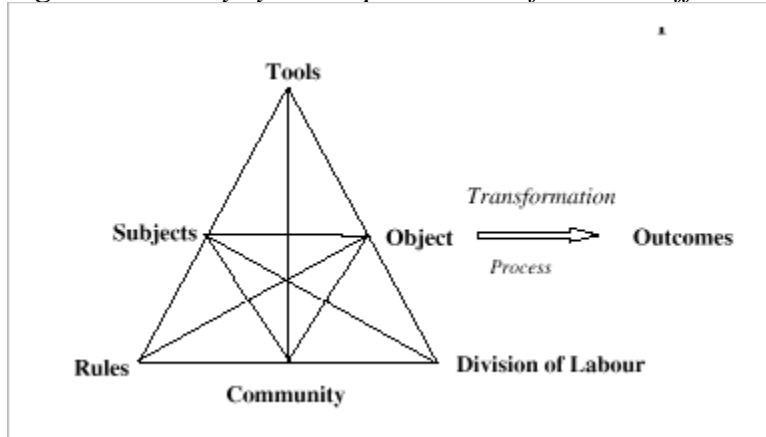 Tools
Transformation
Subjects
Object
Outcomes
Process
Rules
Division of Labour
Community